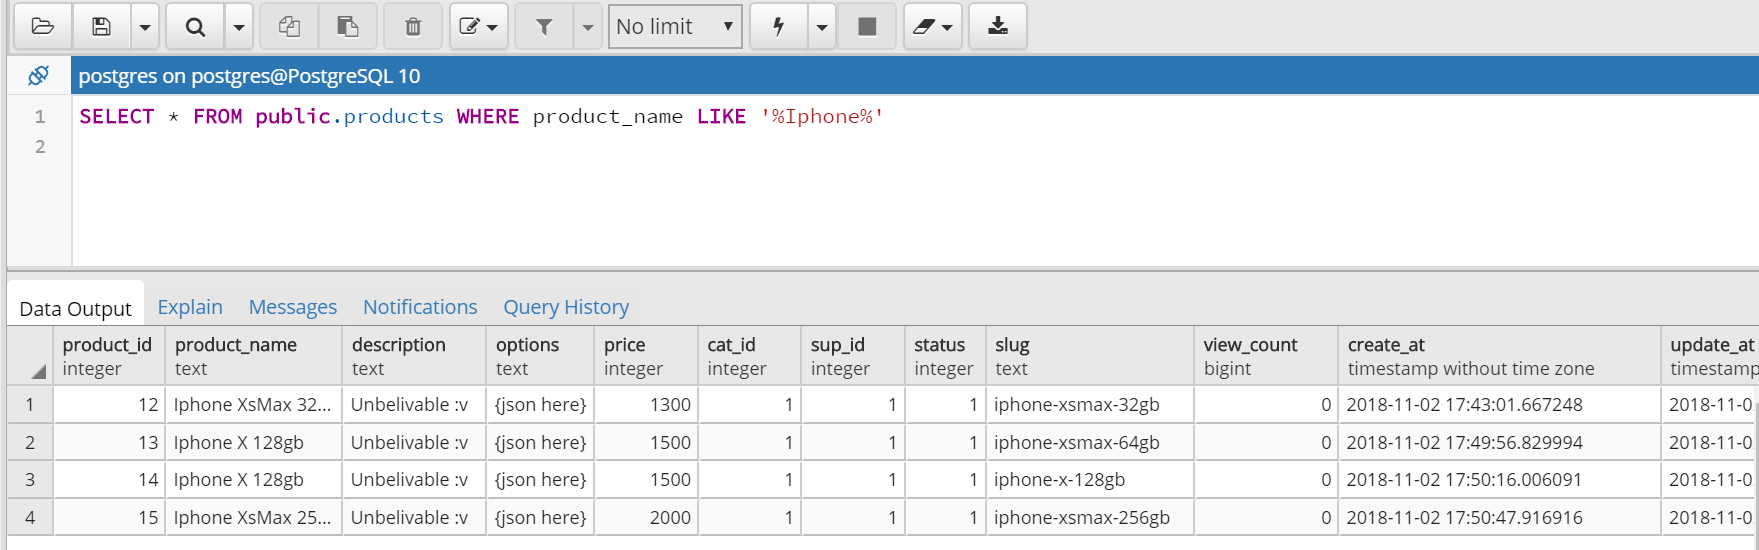 No limit
postgres on postgres@PostgreSQL 10
1 SELECT * FROM public.products WHERE product_name LIKE '%Iphone%'
2
Data Output Explain Messages Notifications Query History
product_id product_name description options price cat_id sup_id status slug view_count create_at update_at
integer text text text integer integer integer integer text bigint timestamp without time zone timestamp
1 12 Iphone XsMax 32... Unbelivable :v {json here} 1300 1 1 1 iphone-xsmax-32gb 0 2018-11-02 17:43:01.667248 2018-11-0
2 13 Iphone X 128gb Unbelivable :v {json here} 1500 1 1 1 iphone-xsmax-64gb 0 2018-11-02 17:49:56.829994 2018-11-0
3 14 Iphone X 128gb Unbelivable :v {json here} 1500 1 1 1 iphone-x-128gb 0 2018-11-02 17:50:16.006091 2018-11-0
4 15 Iphone XsMax 25... Unbelivable :v {json here} 2000 1 1 1 iphone-xsmax-256gb 0 2018-11-02 17:50:47.916916 2018-11-0